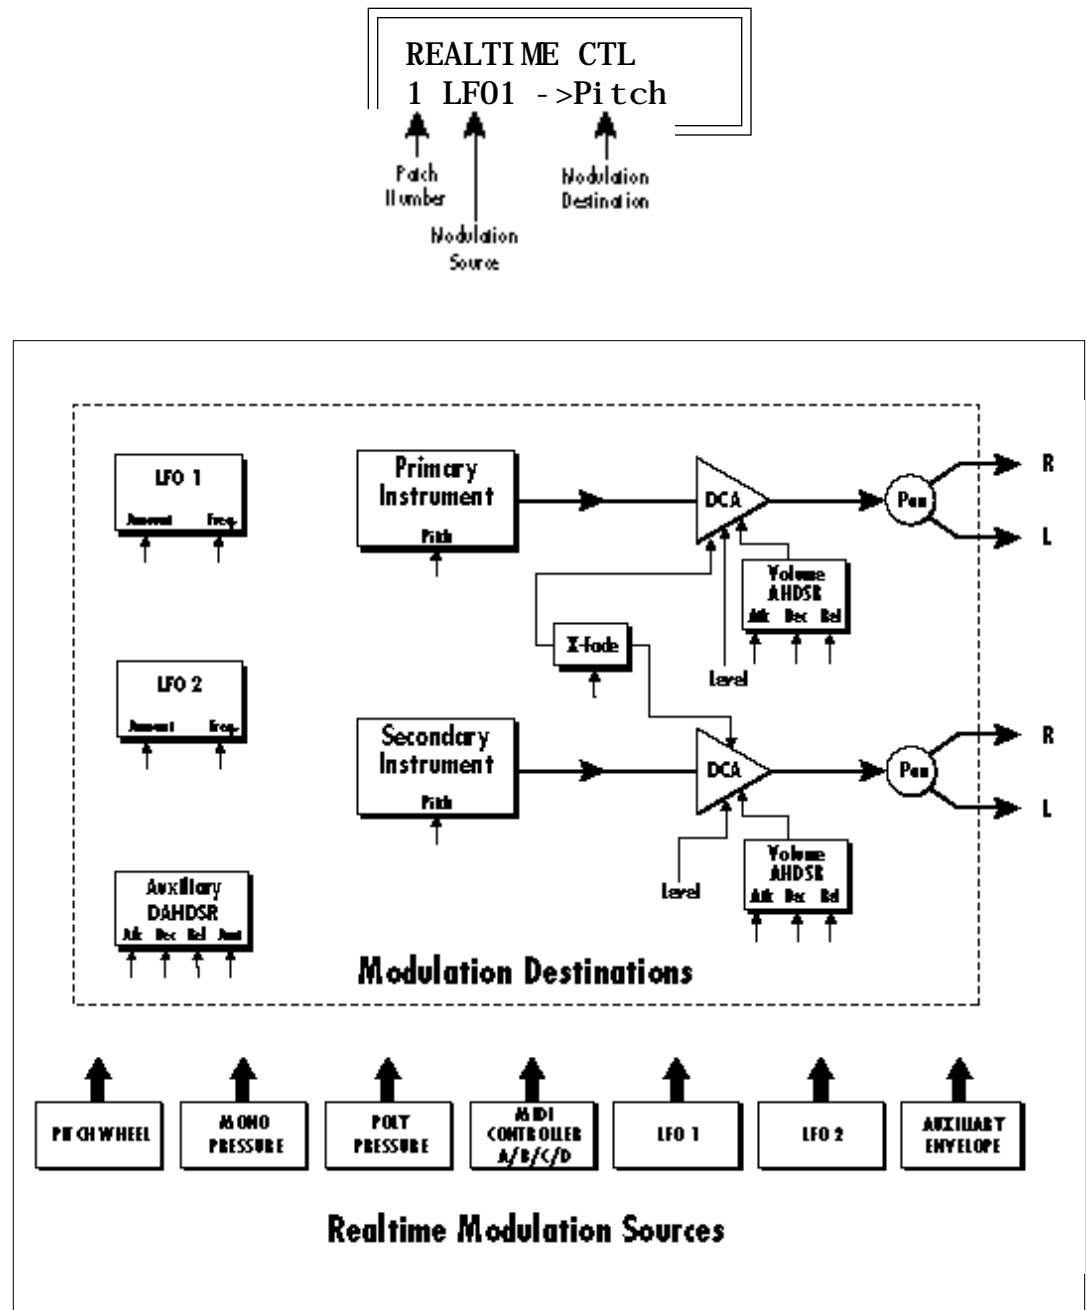 REALTIME CTL
1 LFO1 ->Pitch
Patch
Number
Modulation
Destination
Modulation
Source
LFO 1
Amount Freq.
Primary
Instrument
Pitch
DCA
Pan
R
L
Volume
AHDSR
Atk Dec Rel
X-fade
Level
LFO 2
Amount Freq.
Secondary
Instrument
Pitch
DCA
Pan
R
L
Volume
AHDSR
Atk Dec Rel
Level
Auxiliary
DAHDSR
Atk Dec Rel Amt
Modulation Destinations
PITCH WHEEL
MONO
PRESSURE
POLY
PRESSURE
MIDI
CONTROLLER
A/B/C/D
LFO 1
LFO 2
AUXILIARY
ENVELOPE
Realtime Modulation Sources